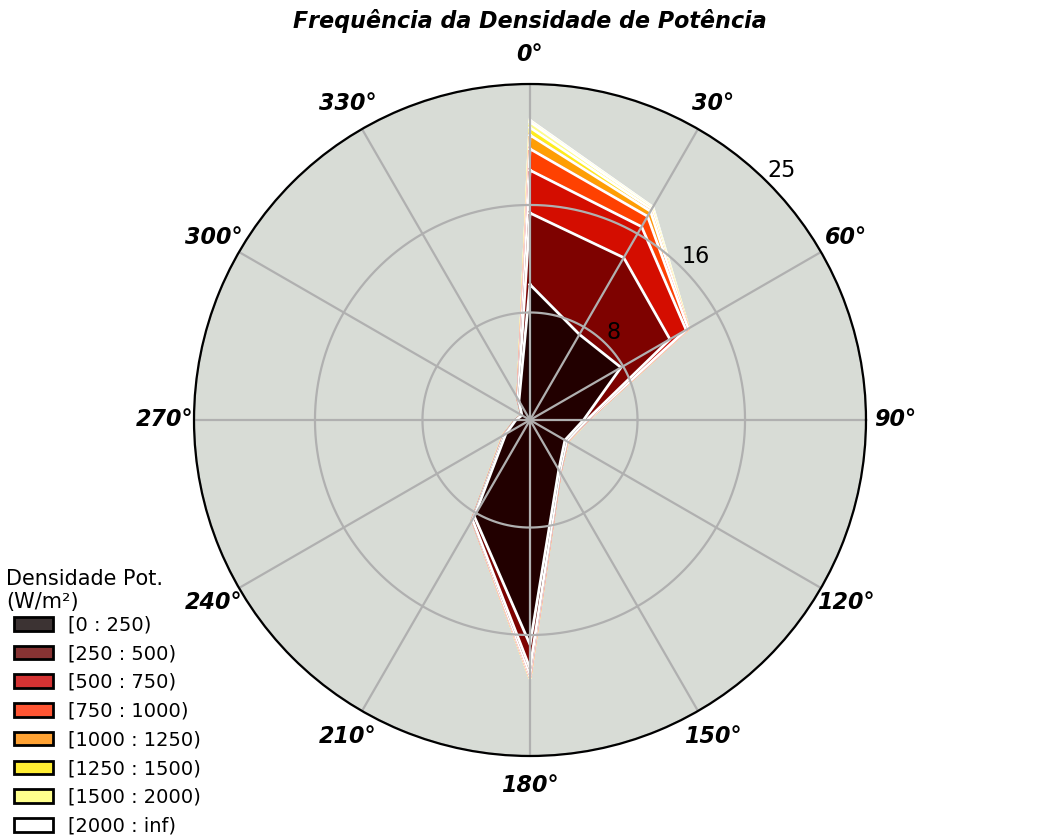 Frequência da Densidade de Potência
0°
330°
30°
25
300°
60°
16
8
270°
90°
240°
120°
210°
150°
180°
Densidade Pot.
(W/m²)
[0 : 250)
[250 : 500)
[500 : 750)
[750 : 1000)
[1000 : 1250)
[1250 : 1500)
[1500 : 2000)
[2000 : inf)